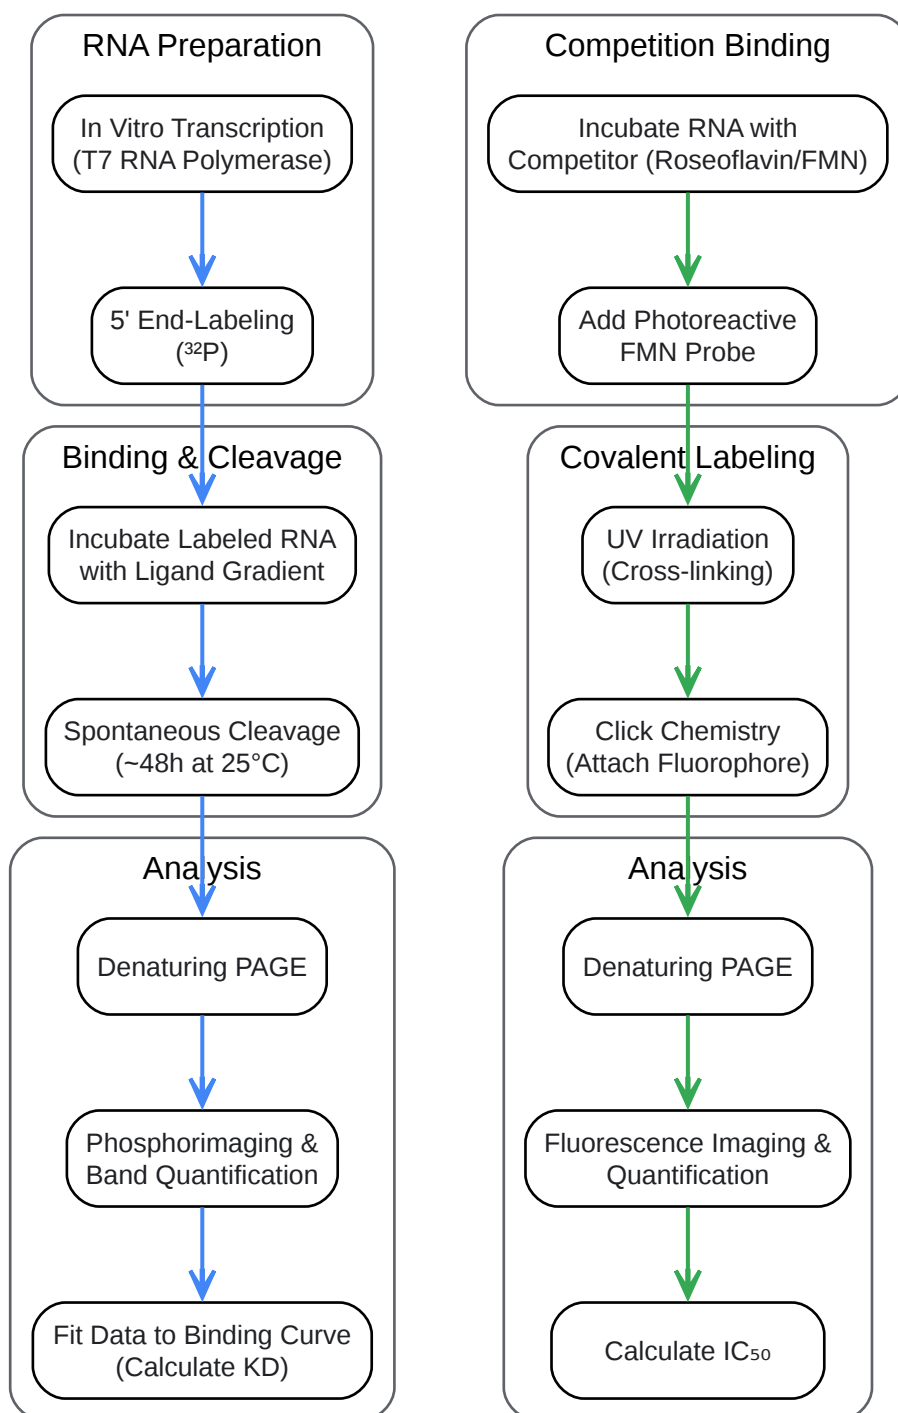 RNA Preparation
In Vitro Transcription
(T7 RNA Polymerase)
5' End-Labeling
(³²P)
Binding & Cleavage
Incubate Labeled RNA
with Ligand Gradient
Spontaneous Cleavage
(~48h at 25°C)
Analysis
Denaturing PAGE
Phosphorimaging &
Band Quantification
Fit Data to Binding Curve
(Calculate KD)
Competition Binding
Incubate RNA with
Competitor (Roseoflavin/FMN)
Add Photoreactive
FMN Probe
Covalent Labeling
UV Irradiation
(Cross-linking)
Click Chemistry
(Attach Fluorophore)
Analysis
Denaturing PAGE
Fluorescence Imaging &
Quantification
Calculate IC₅₀